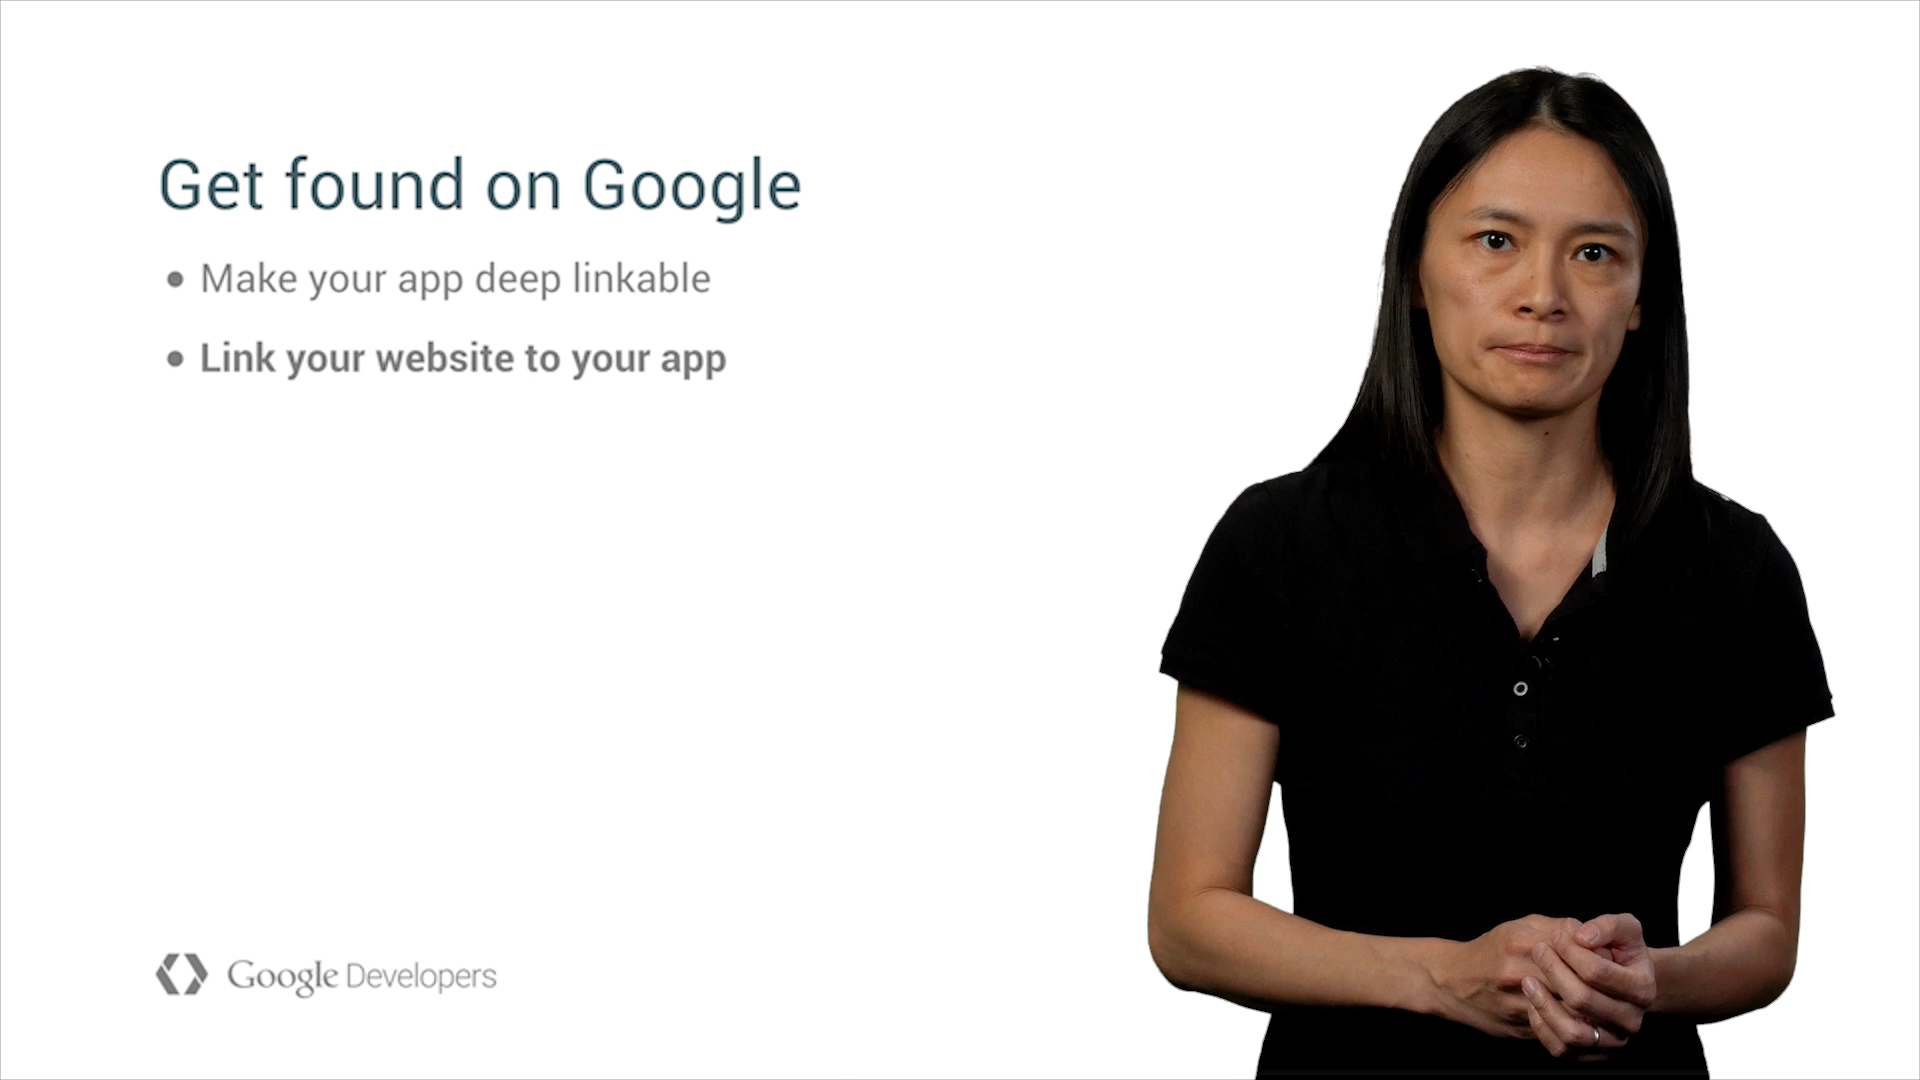 Get found on Google
● Make your app deep linkable
● Link your website to your app
Google Developers